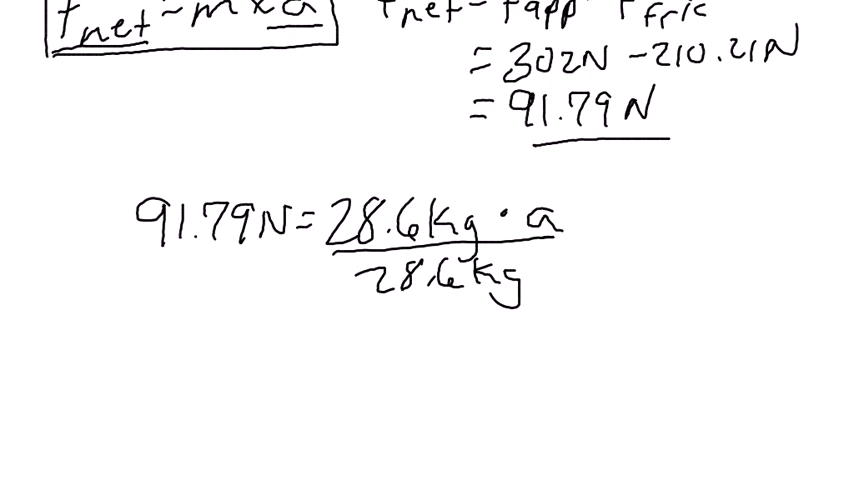 Fnet = m × a
Fnet = Fapp - Ffric
= 302N - 210.21N
= 91.79N
91.79N = 28.6kg · a
28.6kg